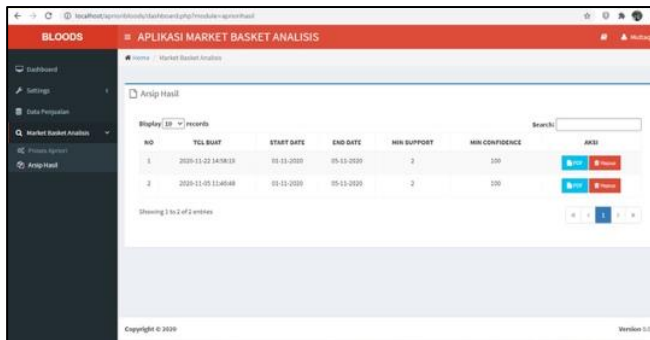 localhost/apriori/bloods/dashboard.php?module=apriorihasil
BLOODS
APLIKASI MARKET BASKET ANALISIS
Home / Market Basket Analisis
Dashboard
Settings
Data Penjualan
Market Basket Analisis
Proses Apriori
Arsip Hasil
Arsip Hasil
Display 10 records
Search:
NO TGL BUAT START DATE END DATE MIN SUPPORT MIN CONFIDENCE AKSI
1 2020-11-22 14:58:13 01-11-2020 05-11-2020 2 100 PDF Hapus
2 2020-11-05 11:40:48 01-11-2020 05-11-2020 2 100 PDF Hapus
Showing 1 to 2 of 2 entries
« ‹ 1 › »
Copyright © 2020
Version